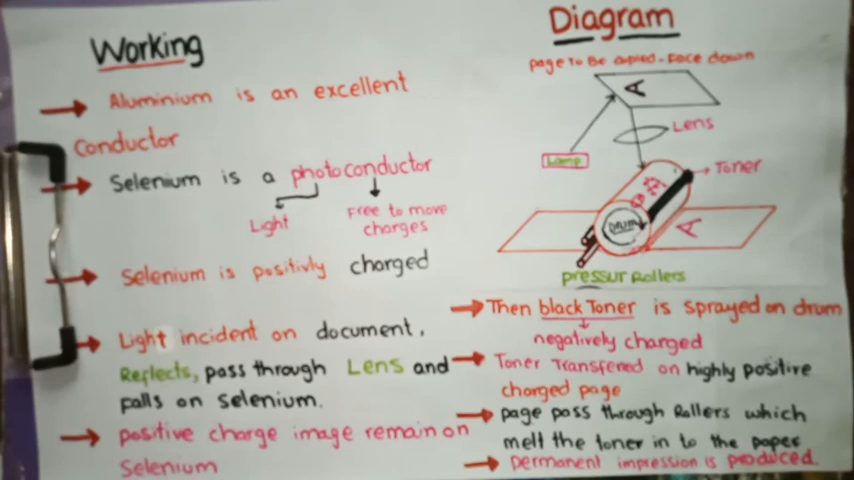 Working
Aluminium is an excellent
Conductor
Selenium is a photoconductor
Light
Free to move
charges
Selenium is positivly charged
Light incident on document,
Reflects, pass through Lens and
falls on selenium.
positive charge image remain on
Selenium
Diagram
page to Be copied-Face down
A
Lens
Lamp
Toner
DRUM
A
pressur Rollers
Then black Toner is sprayed on drum
negatively charged
Toner Transfered on highly positive
charged page
page pass through Rollers which
melt the toner in to the paper
permanent impression is produced.